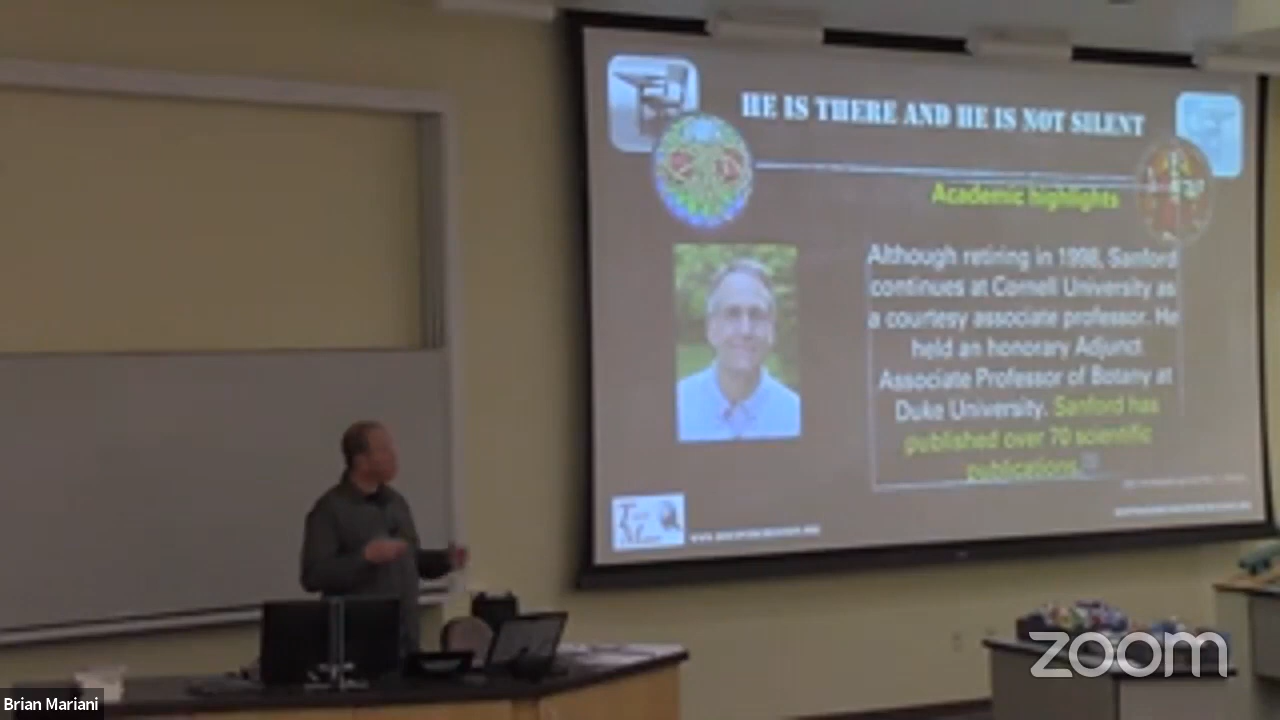 HE IS THERE AND HE IS NOT SILENT
Academic highlights
Although retiring in 1998, Sanford
continues at Cornell University as
a courtesy associate professor. He
held an honorary Adjunct
Associate Professor of Botany at
Duke University. Sanford has
published over 70 scientific
publications.
zoom
Brian Mariani